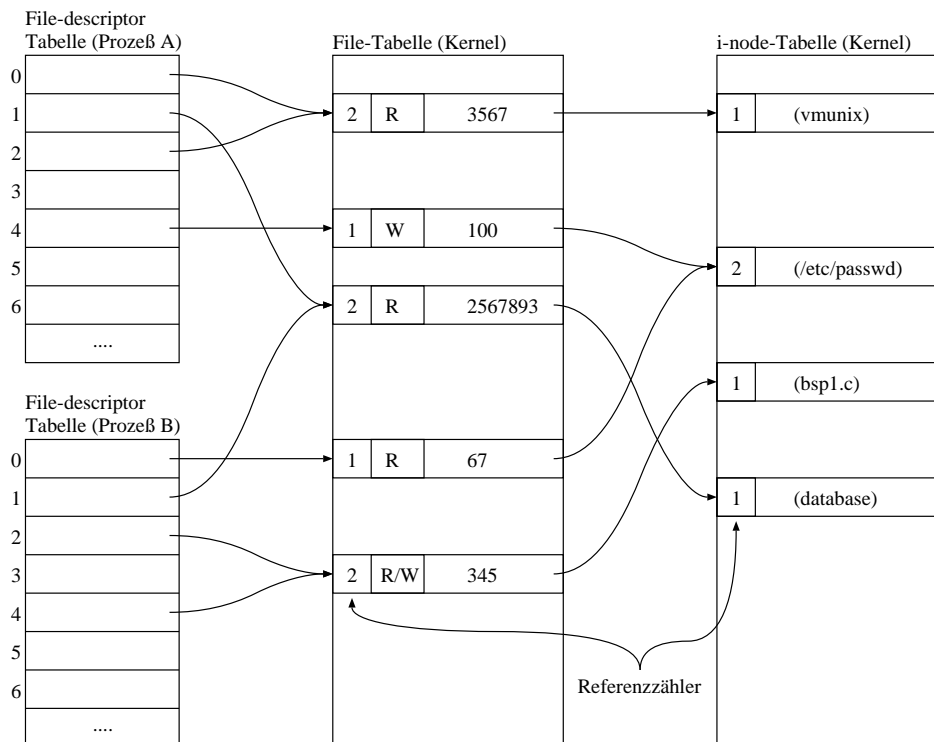 File-descriptor
Tabelle (Prozeß A)
File-Tabelle (Kernel)
i-node-Tabelle (Kernel)
0
1
2
3
4
5
6
....
2 R 3567
1 W 100
2 R 2567893
1 R 67
2 R/W 345
1 (vmunix)
2 (/etc/passwd)
1 (bsp1.c)
1 (database)
File-descriptor
Tabelle (Prozeß B)
0
1
2
3
4
5
6
....
Referenzzähler